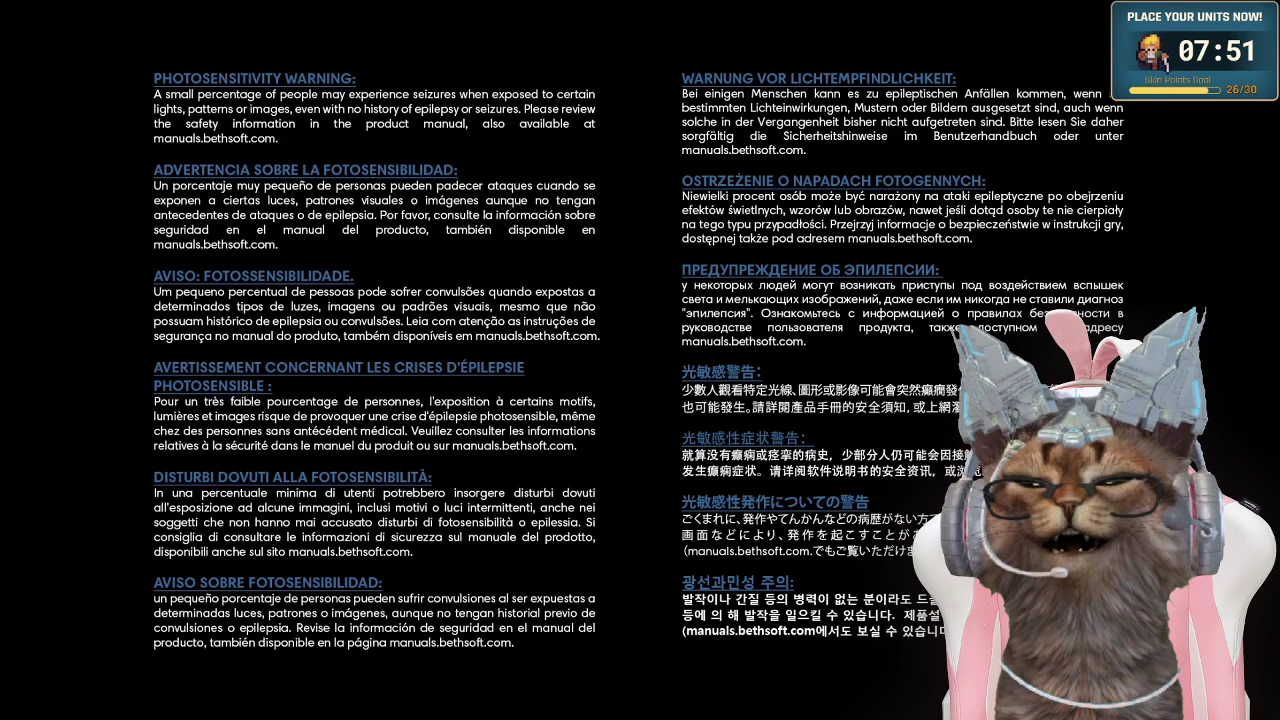 PHOTOSENSITIVITY WARNING:
A small percentage of people may experience seizures when exposed to certain
lights, patterns or images, even with no history of epilepsy or seizures. Please review
the safety information in the product manual, also available at
manuals.bethsoft.com.
ADVERTENCIA SOBRE LA FOTOSENSIBILIDAD:
Un porcentaje muy pequeño de personas pueden padecer ataques cuando se
exponen a ciertas luces, patrones visuales o imágenes aunque no tengan
antecedentes de ataques o de epilepsia. Por favor, consulte la información sobre
seguridad en el manual del producto, también disponible en
manuals.bethsoft.com.
AVISO: FOTOSSENSIBILIDADE.
Um pequeno percentual de pessoas pode sofrer convulsões quando expostas a
determinados tipos de luzes, imagens ou padrões visuais, mesmo que não
possuam histórico de epilepsia ou convulsões. Leia com atenção as instruções de
segurança no manual do produto, também disponíveis em manuals.bethsoft.com.
AVERTISSEMENT CONCERNANT LES CRISES D'ÉPILEPSIE
PHOTOSENSIBLE :
Pour un très faible pourcentage de personnes, l'exposition à certains motifs,
lumières et images risque de provoquer une crise d'épilepsie photosensible, même
chez des personnes sans antécédent médical. Veuillez consulter les informations
relatives à la sécurité dans le manuel du produit ou sur manuals.bethsoft.com.
DISTURBI DOVUTI ALLA FOTOSENSIBILITÀ:
In una percentuale minima di utenti potrebbero insorgere disturbi dovuti
all'esposizione ad alcune immagini, inclusi motivi o luci intermittenti, anche nei
soggetti che non hanno mai accusato disturbi di fotosensibilità o epilessia. Si
consiglia di consultare le informazioni di sicurezza sul manuale del prodotto,
disponibili anche sul sito manuals.bethsoft.com.
AVISO SOBRE FOTOSENSIBILIDAD:
un pequeño porcentaje de personas pueden sufrir convulsiones al ser expuestas a
determinadas luces, patrones o imágenes, aunque no tengan historial previo de
convulsiones o epilepsia. Revise la información de seguridad en el manual del
producto, también disponible en la página manuals.bethsoft.com.
WARNUNG VOR LICHTEMPFINDLICHKEIT:
Bei einigen Menschen kann es zu epileptischen Anfällen kommen, wenn
bestimmten Lichteinwirkungen, Mustern oder Bildern ausgesetzt sind, auch wenn
solche in der Vergangenheit bisher nicht aufgetreten sind. Bitte lesen Sie daher
sorgfältig die Sicherheitshinweise im Benutzerhandbuch oder unter
manuals.bethsoft.com.
OSTRZEŻENIE O NAPADACH FOTOGENNYCH:
Niewielki procent osób może być narażony na ataki epileptyczne po obejrzeniu
efektów świetlnych, wzorów lub obrazów, nawet jeśli dotąd osoby te nie cierpiały
na tego typu przypadłości. Przejrzyj informacje o bezpieczeństwie w instrukcji gry,
dostępnej także pod adresem manuals.bethsoft.com.
ПРЕДУПРЕЖДЕНИЕ ОБ ЭПИЛЕПСИИ:
у некоторых людей могут возникать приступы под воздействием вспышек
света и мелькающих изображений, даже если им никогда не ставили диагноз
"эпилепсия". Ознакомьтесь с информацией о правилах без ности в
руководстве пользователя продукта, также доступном адресу
manuals.bethsoft.com.
光敏感警告:
少數人觀看特定光線、圖形或影像可能會突然癲癇發
也可能發生。請詳閱產品手冊的安全須知, 或上網瀏
光敏感性症状警告:
就算没有癫痫或痉挛的病史，少部分人仍可能会因接触
发生癫痫症状。请详阅软件说明书的安全资讯，或浏览
光敏感性発作についての警告
ごくまれに、発作やてんかんなどの病歴がない方で
画面などにより、発作を起こすことが
(manuals.bethsoft.comでもご覧いただけま
광선과민성 주의:
발작이나 간질 등의 병력이 없는 분이라도 드물
등에 의 해 발작을 일으킬 수 있습니다. 제품설
(manuals.bethsoft.com에서도 보실 수 있습니다
PLACE YOUR UNITS NOW!
07:51
Skin Points Goal
26/30